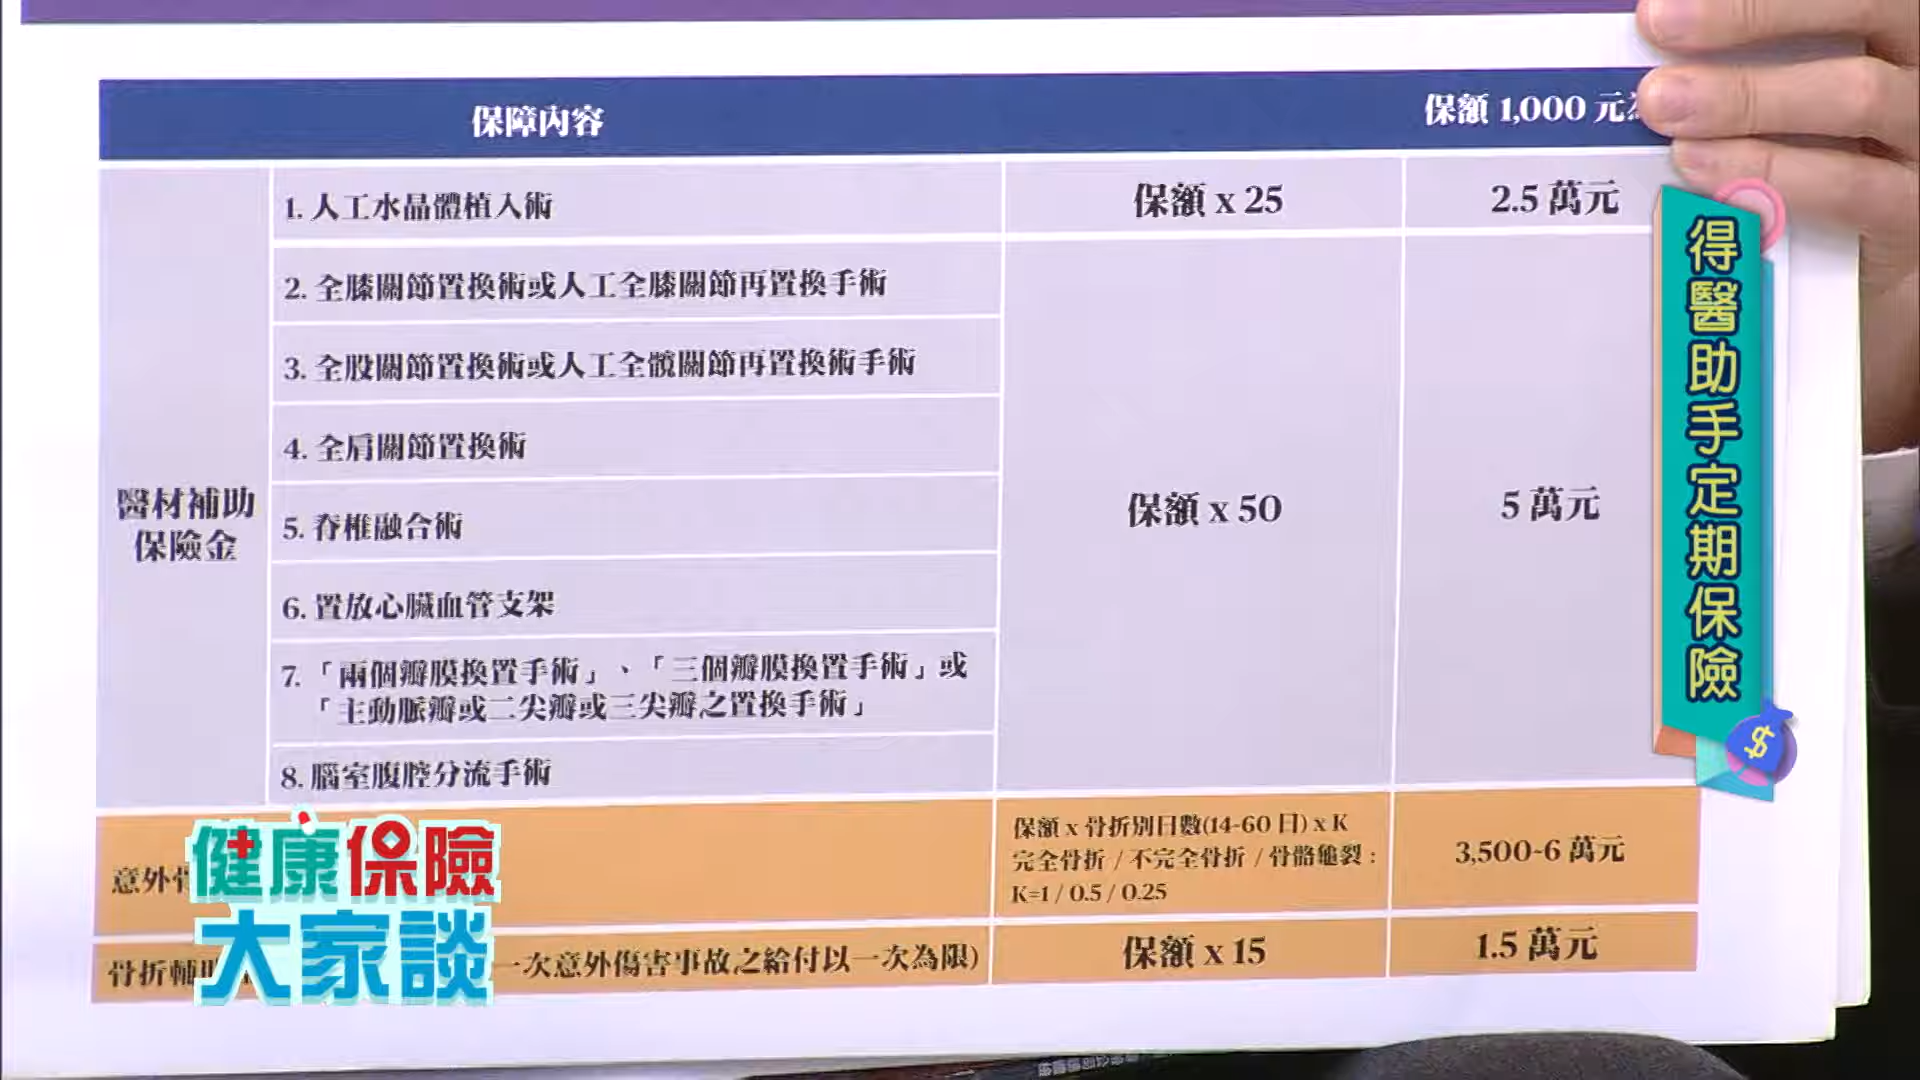 保障內容
保額 1,000 元
醫材補助
保險金
1. 人工水晶體植入術
保額 x 25
2.5 萬元
2. 全膝關節置換術或人工全膝關節再置換手術
3. 全股關節置換術或人工全髖關節再置換術手術
4. 全肩關節置換術
5. 脊椎融合術
6. 置放心臟血管支架
7. 「兩個瓣膜換置手術」、「三個瓣膜換置手術」或
「主動脈瓣或二尖瓣或三尖瓣之置換手術」
8. 腦室腹腔分流手術
保額 x 50
5 萬元
意外
保額 x 骨折別日數(14-60 日) x K
完全骨折 / 不完全骨折 / 骨骼龜裂:
K=1 / 0.5 / 0.25
3,500-6 萬元
骨折輔
一次意外傷害事故之給付以一次為限)
保額 x 15
1.5 萬元
得醫助手定期保險
$
健康保險
大家談